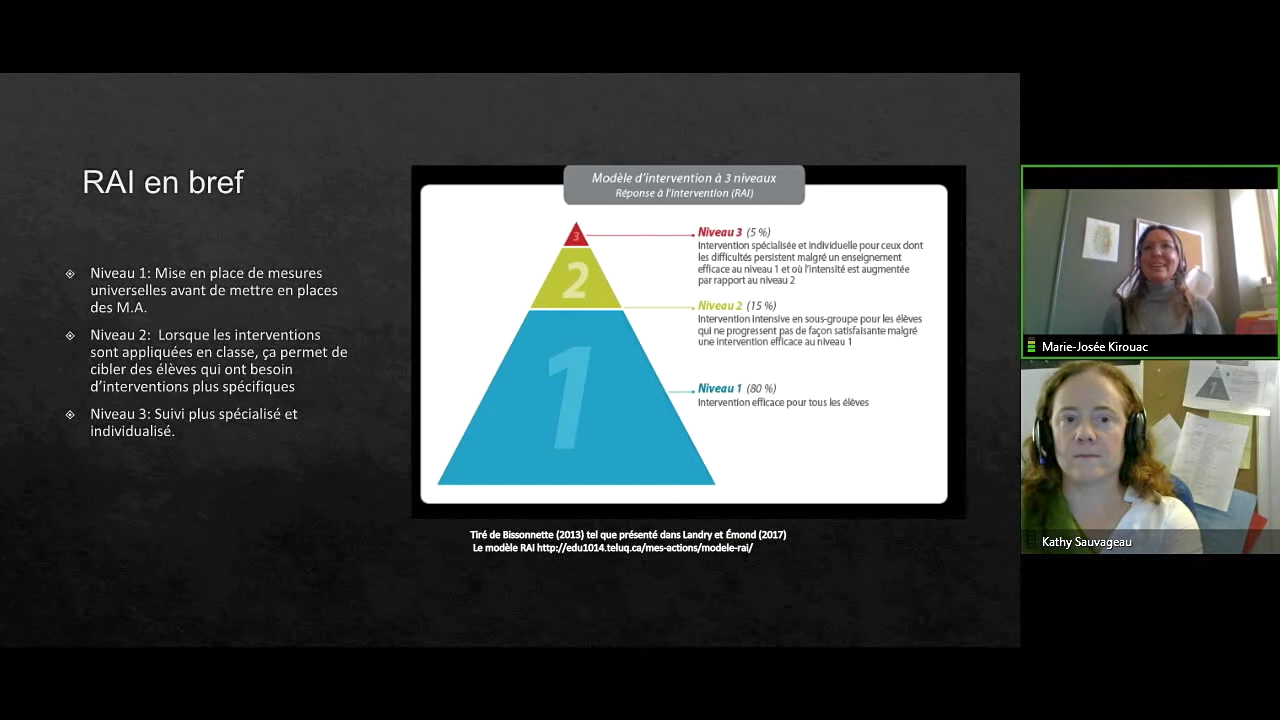 RAI en bref
Niveau 1: Mise en place de mesures
universelles avant de mettre en places
des M.A.
Niveau 2:  Lorsque les interventions
sont appliquées en classe, ça permet de
cibler des élèves qui ont besoin
d’interventions plus spécifiques
Niveau 3: Suivi plus spécialisé et
individualisé.
Modèle d’intervention à 3 niveaux
Réponse à l’Intervention (RAI)
3
2
1
Niveau 3 (5 %)
Intervention spécialisée et individuelle pour ceux dont
les difficultés persistent malgré un enseignement
efficace au niveau 1 et où l’intensité est augmentée
par rapport au niveau 2
Niveau 2 (15 %)
Intervention intensive en sous-groupe pour les élèves
qui ne progressent pas de façon satisfaisante malgré
une intervention efficace au niveau 1
Niveau 1 (80 %)
Intervention efficace pour tous les élèves
Tiré de Bissonnette (2013) tel que présenté dans Landry et Émond (2017)
Le modèle RAI http://edu1014.teluq.ca/mes-actions/modele-rai/
Marie-Josée Kirouac
Kathy Sauvageau